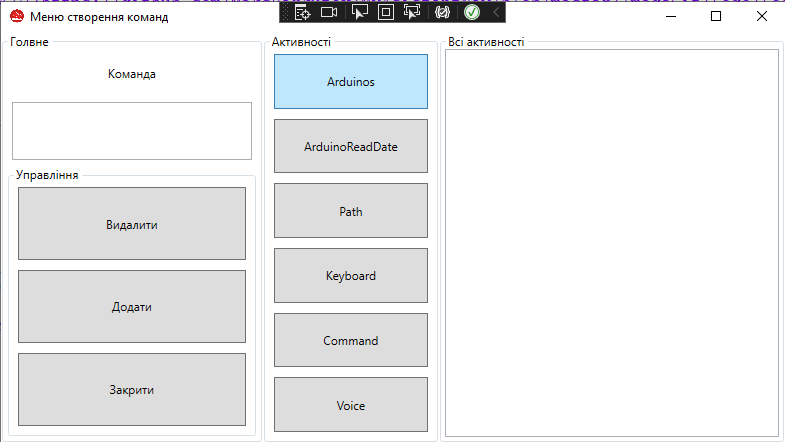 Меню створення команд
Голвне
Команда
Управління
Видалити
Додати
Закрити
Активності
Arduinos
ArduinoReadDate
Path
Keyboard
Command
Voice
Всі активності